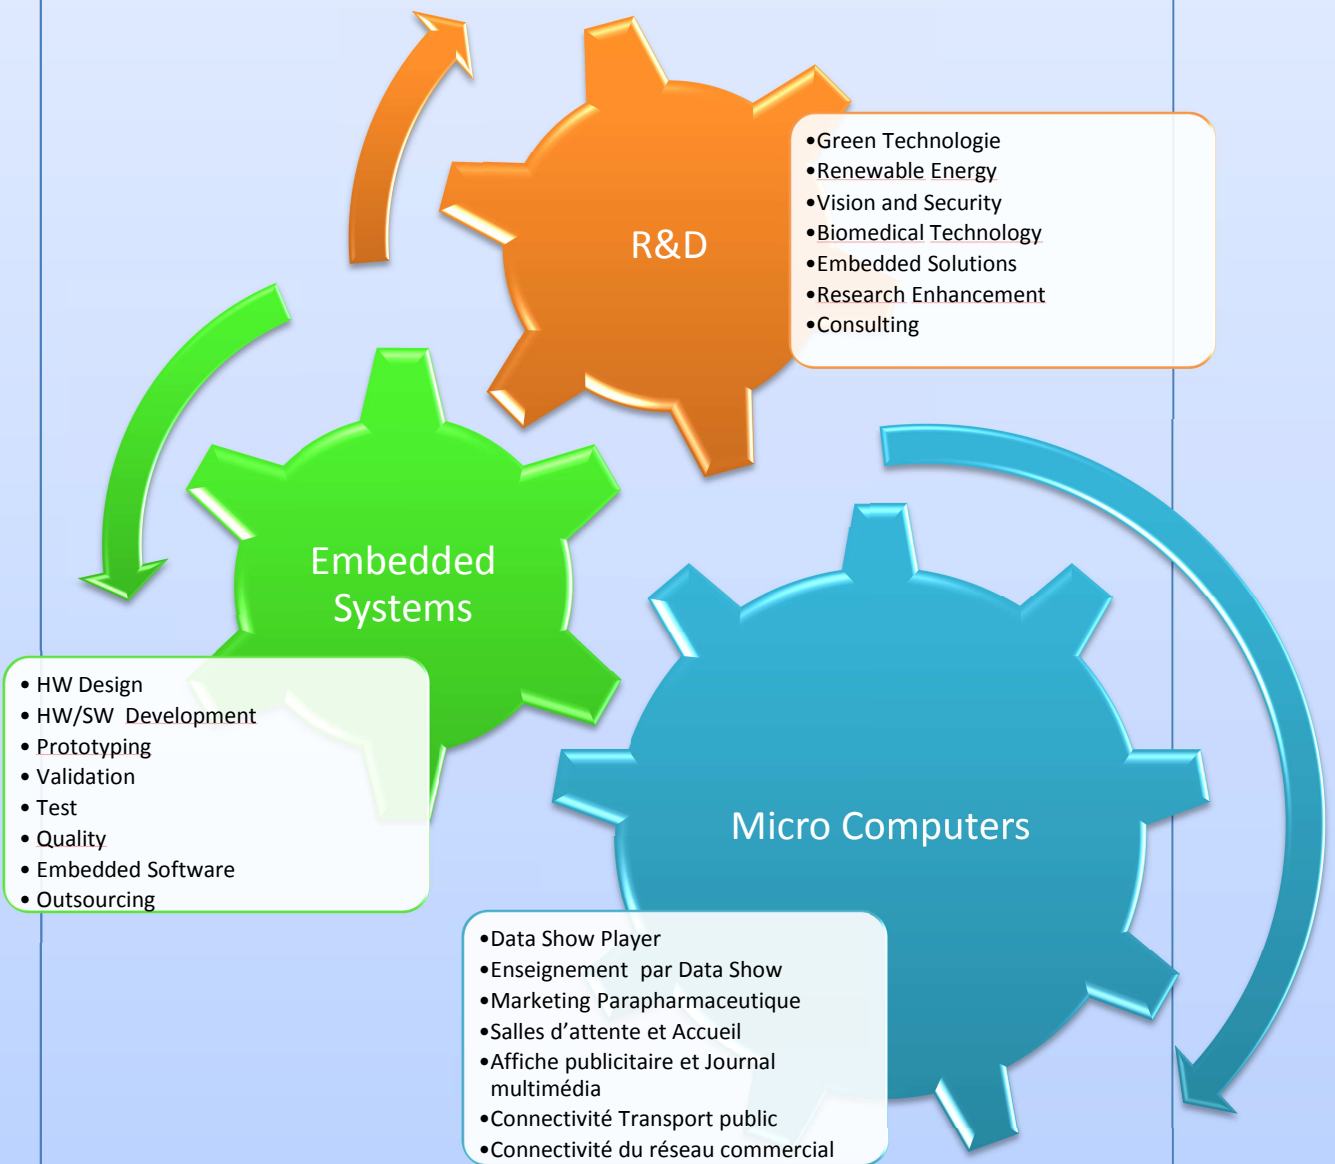 R&D
•Green Technologie
•Renewable Energy
•Vision and Security
•Biomedical Technology
•Embedded Solutions
•Research Enhancement
•Consulting
Embedded
Systems
• HW Design
• HW/SW Development
• Prototyping
• Validation
• Test
• Quality
• Embedded Software
• Outsourcing
Micro Computers
•Data Show Player
•Enseignement par Data Show
•Marketing Parapharmaceutique
•Salles d’attente et Accueil
•Affiche publicitaire et Journal
multimédia
•Connectivité Transport public
•Connectivité du réseau commercial